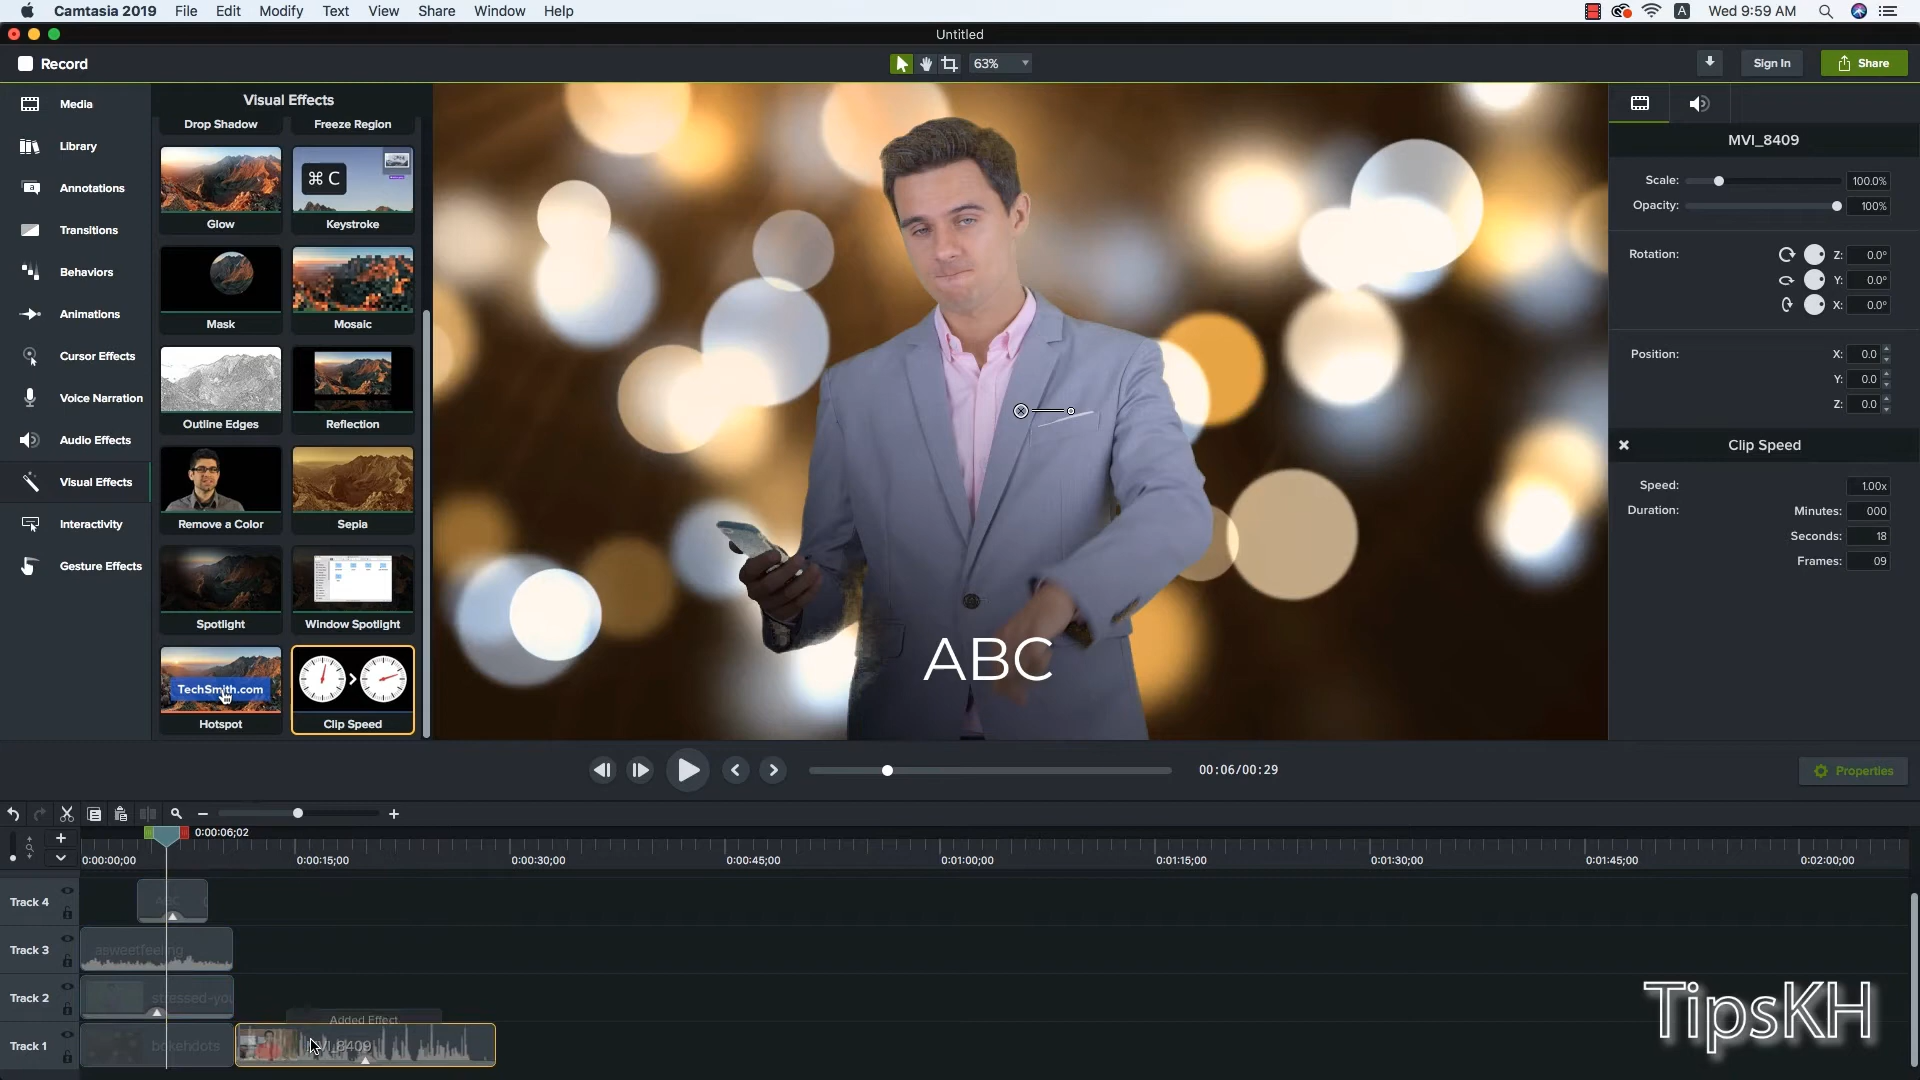 Camtasia 2019 File Edit Modify Text View Share Window Help
A Wed 9:59 AM
Untitled
Record
63%
Sign In
Share
Media
Library
Annotations
Transitions
Behaviors
Animations
Cursor Effects
Voice Narration
Audio Effects
Visual Effects
Interactivity
Gesture Effects
Visual Effects
Drop Shadow
Freeze Region
⌘ C
Glow
Keystroke
Mask
Mosaic
Outline Edges
Reflection
Remove a Color
Sepia
Spotlight
Window Spotlight
TechSmith.com
Hotspot
Clip Speed
ABC
MVI_8409
Scale: 100.0%
Opacity: 100%
Rotation: Z: 0.0°
Y: 0.0°
X: 0.0°
Position: X: 0.0
Y: 0.0
Z: 0.0
Clip Speed
Speed: 1.00x
Duration: Minutes: 000
Seconds: 18
Frames: 09
00:06/00:29
Properties
0:00:06;02
0:00:00;00 0:00:15;00 0:00:30;00 0:00:45;00 0:01:00;00 0:01:15;00 0:01:30;00 0:01:45;00 0:02:00;00
Track 4
ABC
Track 3
asweetfeeling
Track 2
stressed-you
Added Effect
Track 1
bokehdots
MVI_8409
TipsKH